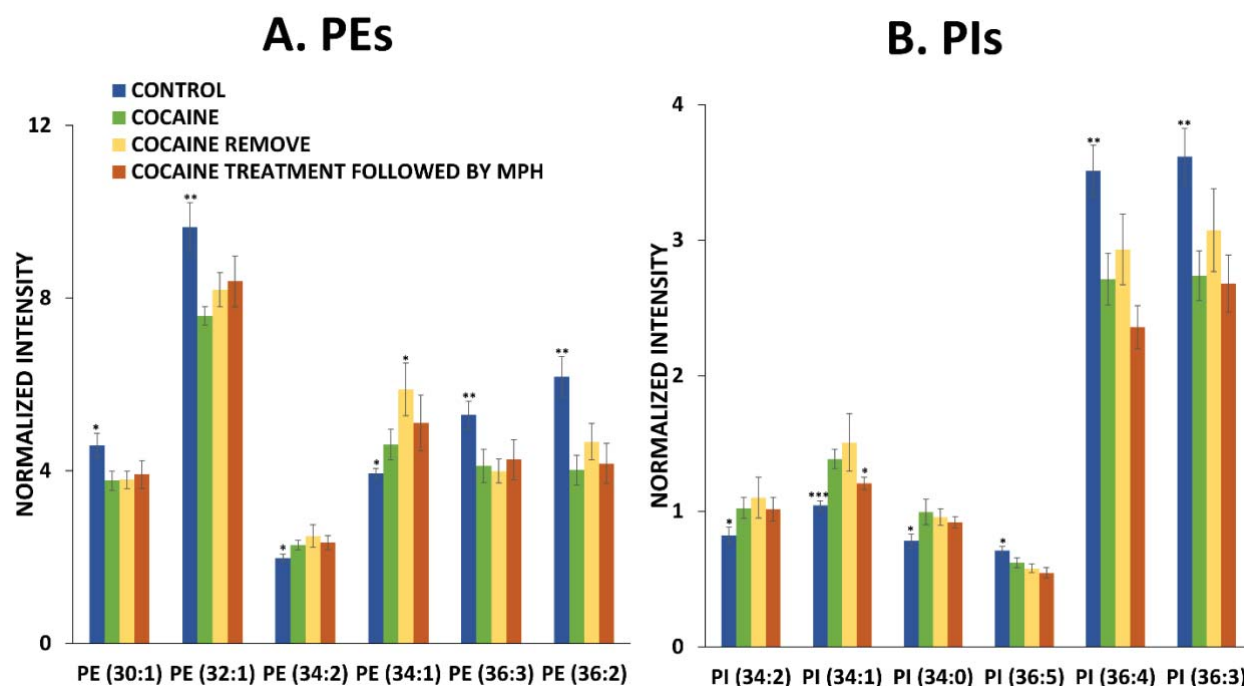 A. PEs
CONTROL
COCAINE
COCAINE REMOVE
COCAINE TREATMENT FOLLOWED BY MPH
NORMALIZED INTENSITY
12
8
4
0
**
*
*
*
*
**
**
PE (30:1) PE (32:1) PE (34:2) PE (34:1) PE (36:3) PE (36:2)
B. PIs
NORMALIZED INTENSITY
4
3
2
1
0
**
**
*
***
*
*
*
PI (34:2) PI (34:1) PI (34:0) PI (36:5) PI (36:4) PI (36:3)